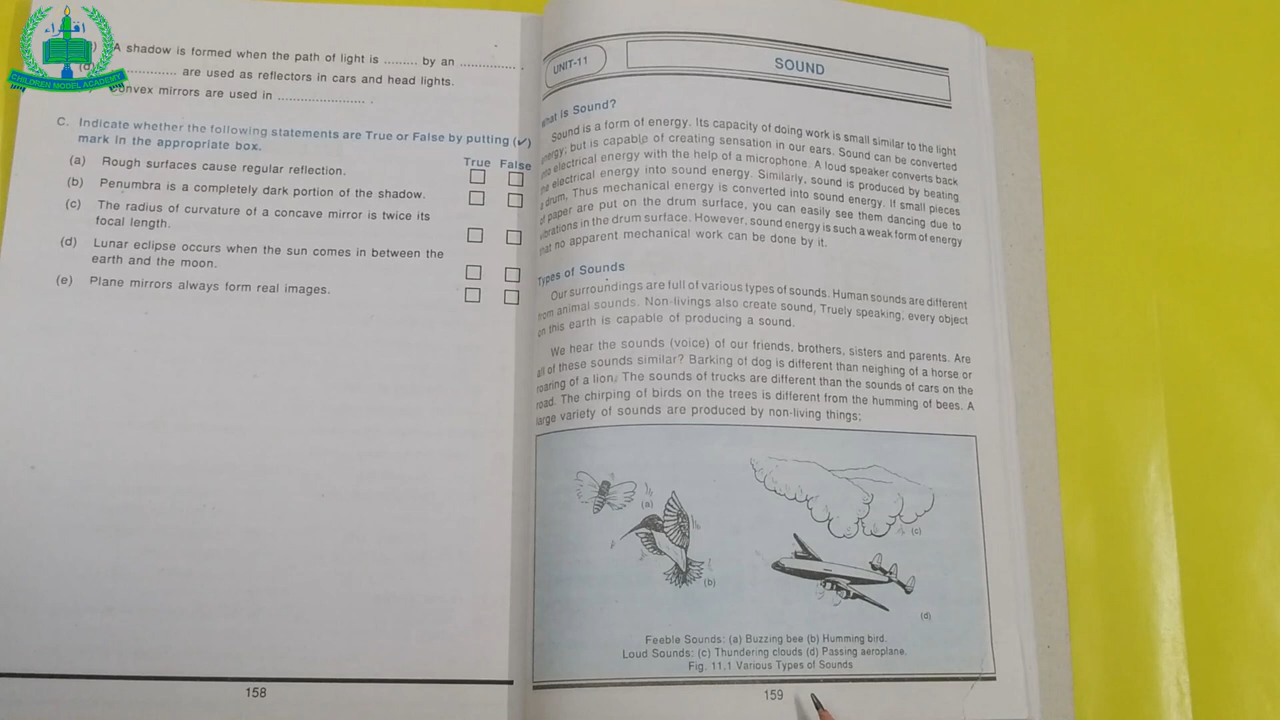 اقراء
CHILDREN MODEL ACADEMY
A shadow is formed when the path of light is ......... by an .............. .
............ are used as reflectors in cars and head lights.
Convex mirrors are used in ...................... .
C. Indicate whether the following statements are True or False by putting (✓)
mark in the appropriate box.
True False
(a) Rough surfaces cause regular reflection.
(b) Penumbra is a completely dark portion of the shadow.
(c) The radius of curvature of a concave mirror is twice its
focal length.
(d) Lunar eclipse occurs when the sun comes in between the
earth and the moon.
(e) Plane mirrors always form real images.
158
UNIT-11
SOUND
What is Sound?
Sound is a form of energy. Its capacity of doing work is small similar to the light
energy; but is capable of creating sensation in our ears. Sound can be converted
into electrical energy with the help of a microphone. A loud speaker converts back
the electrical energy into sound energy. Similarly, sound is produced by beating
a drum, Thus mechanical energy is converted into sound energy. If small pieces
of paper are put on the drum surface, you can easily see them dancing due to
vibrations in the drum surface. However, sound energy is such a weak form of energy
that no apparent mechanical work can be done by it.
Types of Sounds
Our surroundings are full of various types of sounds. Human sounds are different
from animal sounds. Non-livings also create sound, Truely speaking, every object
on this earth is capable of producing a sound.
We hear the sounds (voice) of our friends, brothers, sisters and parents. Are
all of these sounds similar? Barking of dog is different than neighing of a horse or
roaring of a lion. The sounds of trucks are different than the sounds of cars on the
road. The chirping of birds on the trees is different from the humming of bees. A
large variety of sounds are produced by non-living things;
(a)
(b)
(c)
(d)
Feeble Sounds: (a) Buzzing bee (b) Humming bird.
Loud Sounds: (c) Thundering clouds (d) Passing aeroplane.
Fig. 11.1 Various Types of Sounds
159